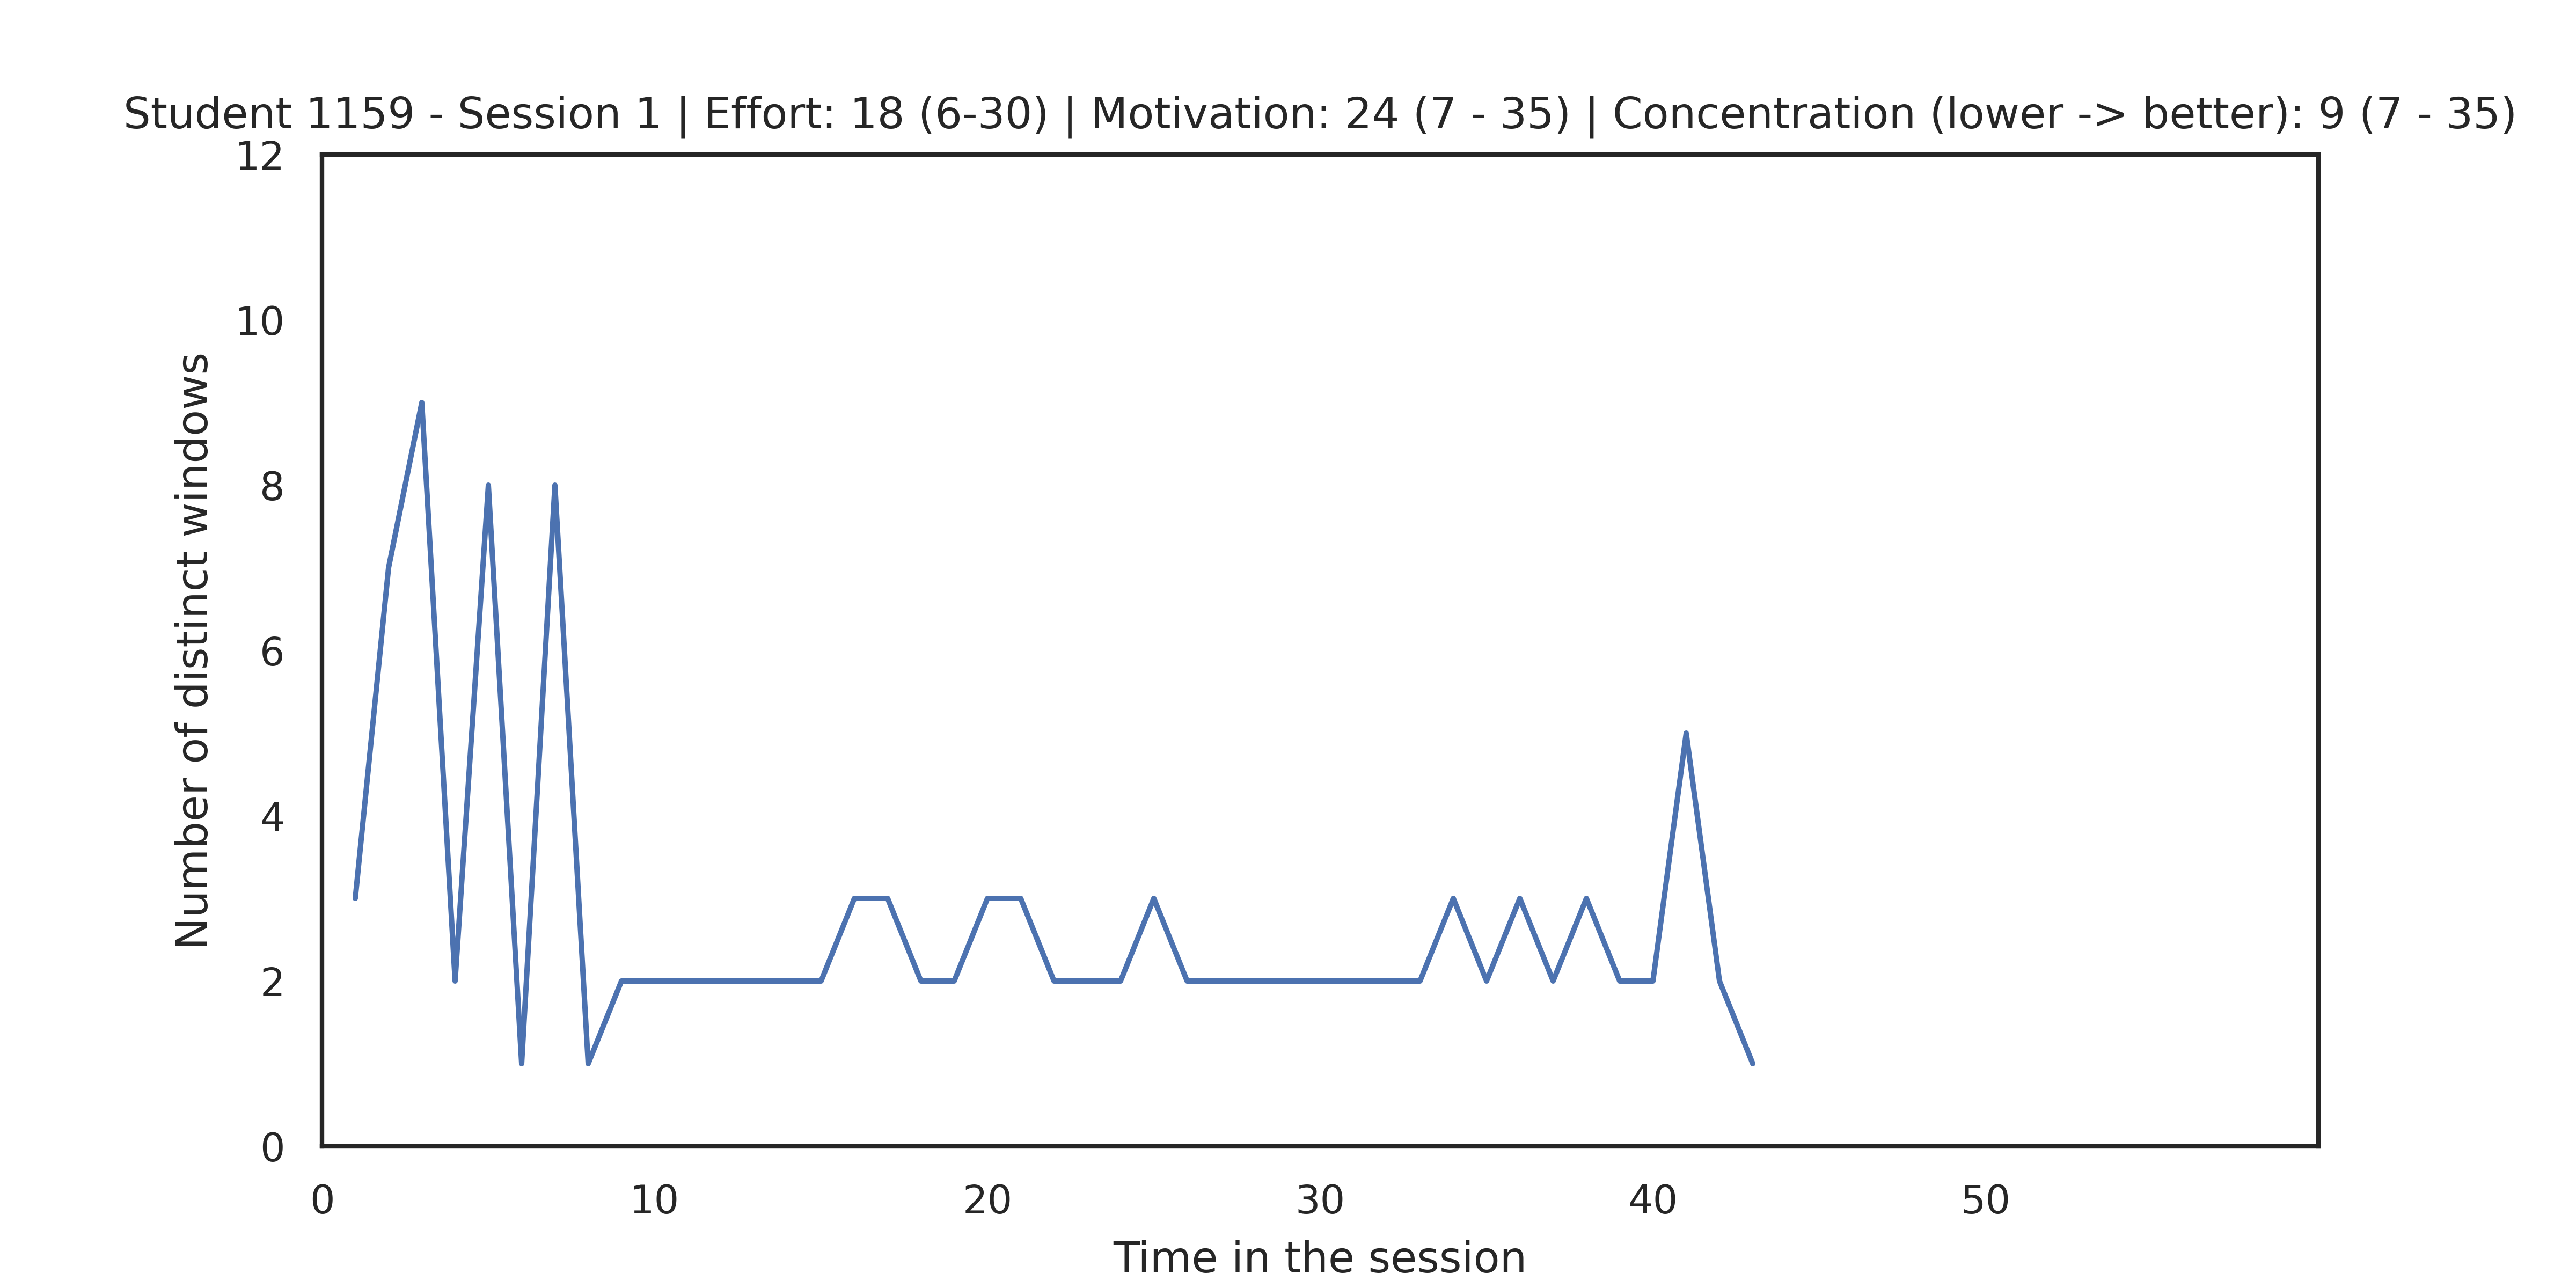 Student 1159 - Session 1 | Effort: 18 (6-30) | Motivation: 24 (7 - 35) | Concentration (lower -> better): 9 (7 - 35)
12
10
8
6
4
2
0
Number of distinct windows
0 10 20 30 40 50
Time in the session